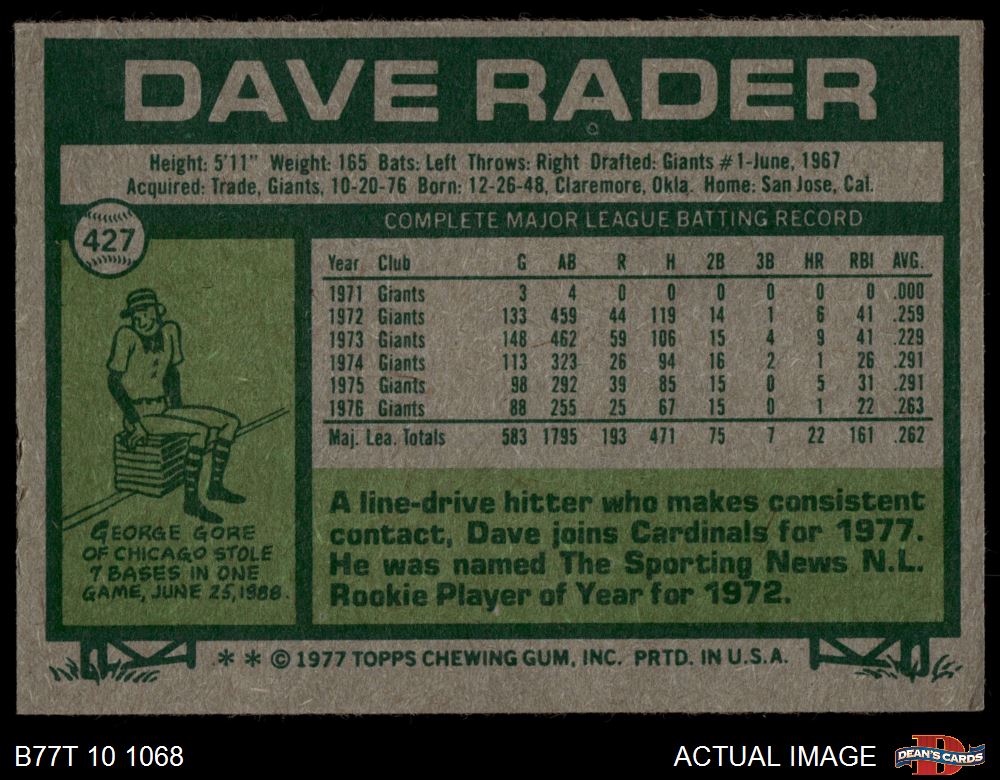 DAVE RADER
Height: 5'11" Weight: 165 Bats: Left Throws: Right Drafted: Giants #1-June, 1967
Acquired: Trade, Giants, 10-20-76 Born: 12-26-48, Claremore, Okla. Home: San Jose, Cal.
427
COMPLETE MAJOR LEAGUE BATTING RECORD
Year Club G AB R H 2B 3B HR RBI AVG.
1971 Giants 3 4 0 0 0 0 0 0 .000
1972 Giants 133 459 44 119 14 1 6 41 .259
1973 Giants 148 462 59 106 15 4 9 41 .229
1974 Giants 113 323 26 94 16 2 1 26 .291
1975 Giants 98 292 39 85 15 0 5 31 .291
1976 Giants 88 255 25 67 15 0 1 22 .263
Maj. Lea. Totals 583 1795 193 471 75 7 22 161 .262
GEORGE GORE
OF CHICAGO STOLE
7 BASES IN ONE
GAME, JUNE 25, 1988.
A line-drive hitter who makes consistent
contact, Dave joins Cardinals for 1977.
He was named The Sporting News N.L.
Rookie Player of Year for 1972.
* * © 1977 TOPPS CHEWING GUM, INC. PRTD. IN U.S.A.
B77T 10 1068
ACTUAL IMAGE
D
DEAN'S CARDS